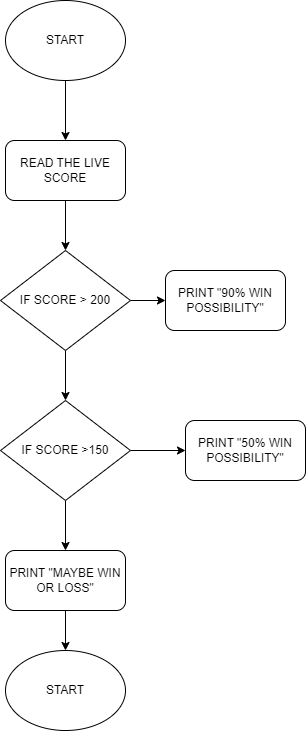 START
READ THE LIVE
SCORE
IF SCORE > 200
PRINT "90% WIN
POSSIBILITY"
IF SCORE >150
PRINT "50% WIN
POSSIBILITY"
PRINT "MAYBE WIN
OR LOSS"
START